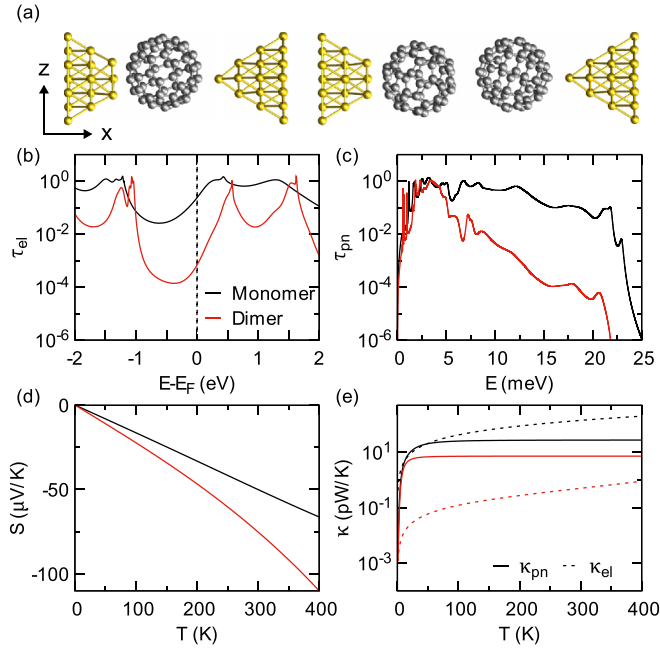 (a)
Z
x
(b)
(c)
τel
10^0
10^-2
10^-4
10^-6
Monomer
Dimer
-2 -1 0 1 2
E-EF (eV)
τpn
10^0
10^-2
10^-4
10^-6
0 5 10 15 20 25
E (meV)
(d)
(e)
S (μV/K)
0
-50
-100
0 100 200 300 400
T (K)
κ (pW/K)
10^1
10^-1
10^-3
κpn κel
0 100 200 300 400
T (K)